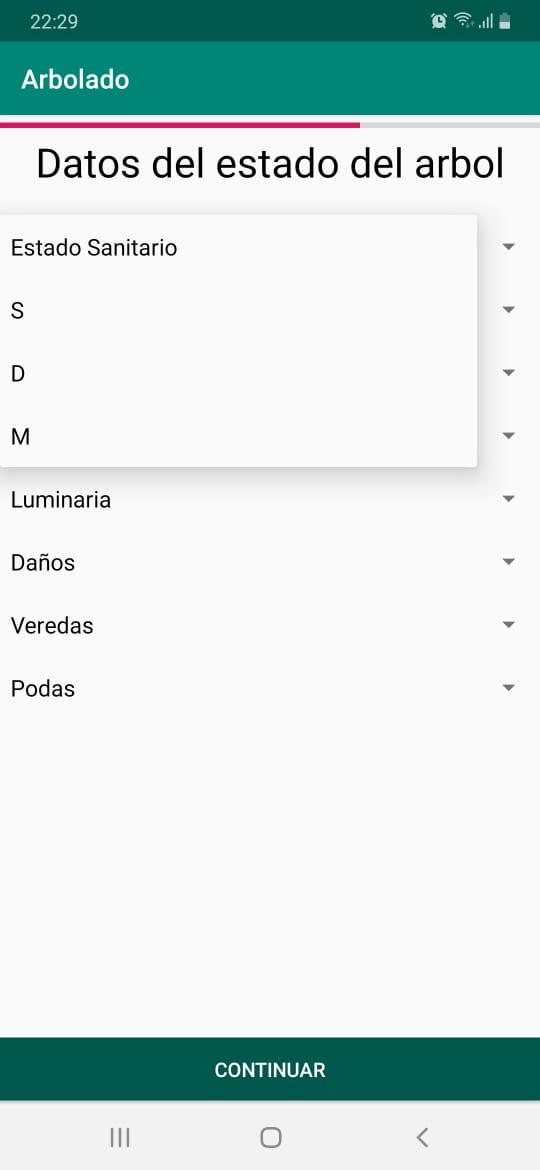 22:29
Arbolado
Datos del estado del arbol
Estado Sanitario
S
D
M
Luminaria
Daños
Veredas
Podas
CONTINUAR